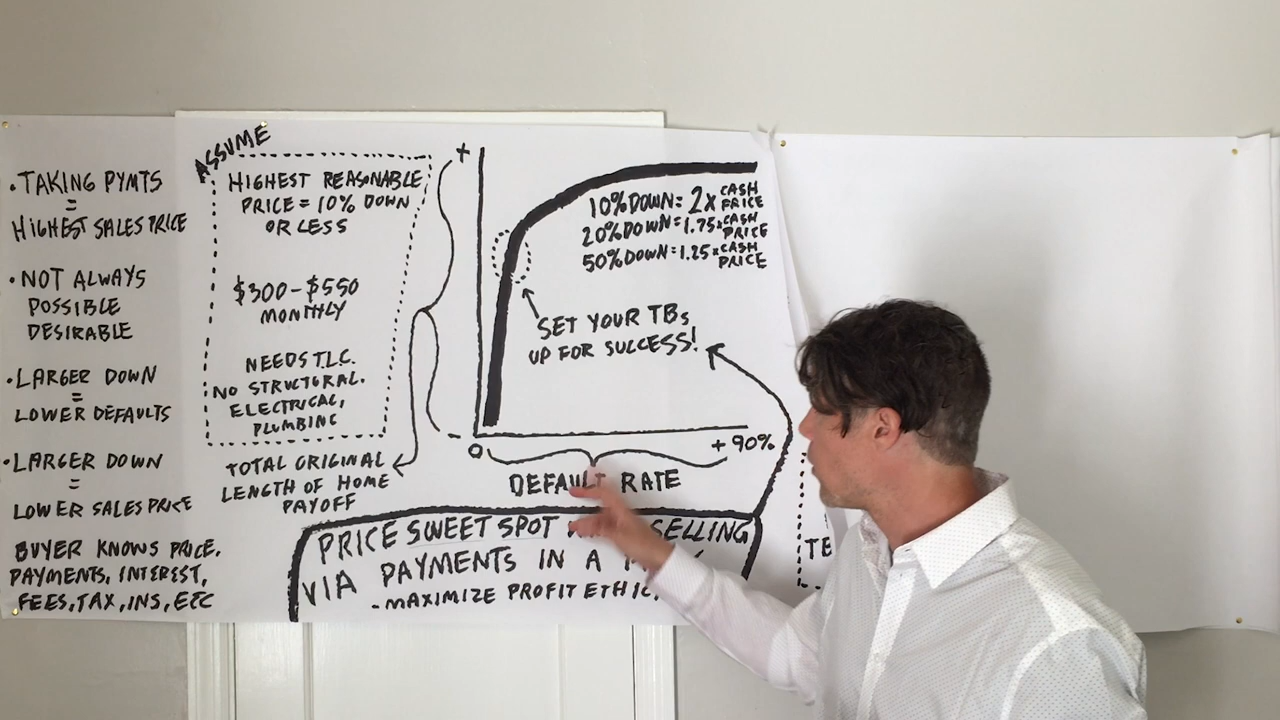 • TAKING PYMTS
=
HIGHEST SALES PRICE
• NOT ALWAYS
POSSIBLE
DESIRABLE
• LARGER DOWN
=
LOWER DEFAULTS
• LARGER DOWN
=
LOWER SALES PRICE
BUYER KNOWS PRICE,
PAYMENTS, INTEREST,
FEES, TAX, INS, ETC
ASSUME
HIGHEST REASONABLE
PRICE = 10% DOWN
OR LESS
$300-$550
MONTHLY
NEEDS T.L.C.
NO STRUCTURAL.
ELECTRICAL,
PLUMBING
TOTAL ORIGINAL
LENGTH OF HOME
PAYOFF
+
10% DOWN = 2x CASH PRICE
20% DOWN = 1.75x CASH PRICE
50% DOWN = 1.25x CASH PRICE
SET YOUR TBs
UP FOR SUCCESS!
0
+ 90%
DEFAULT RATE
PRICE SWEET SPOT SELLING
VIA PAYMENTS IN A
• MAXIMIZE PROFIT
TE